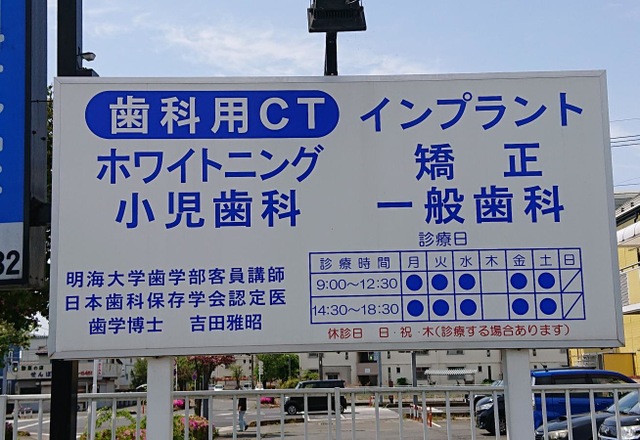 歯科用CT インプラント
ホワイトニング 矯正
小児歯科 一般歯科
診療日
診療時間 月 火 水 木 金 土 日
9:00〜12:30 ● ● ● ● ● ／
14:30〜18:30 ● ● ● ● ● ／
休診日 日・祝・木(診療する場合あります)
明海大学歯学部客員講師
日本歯科保存学会認定医
歯学博士 吉田雅昭
32